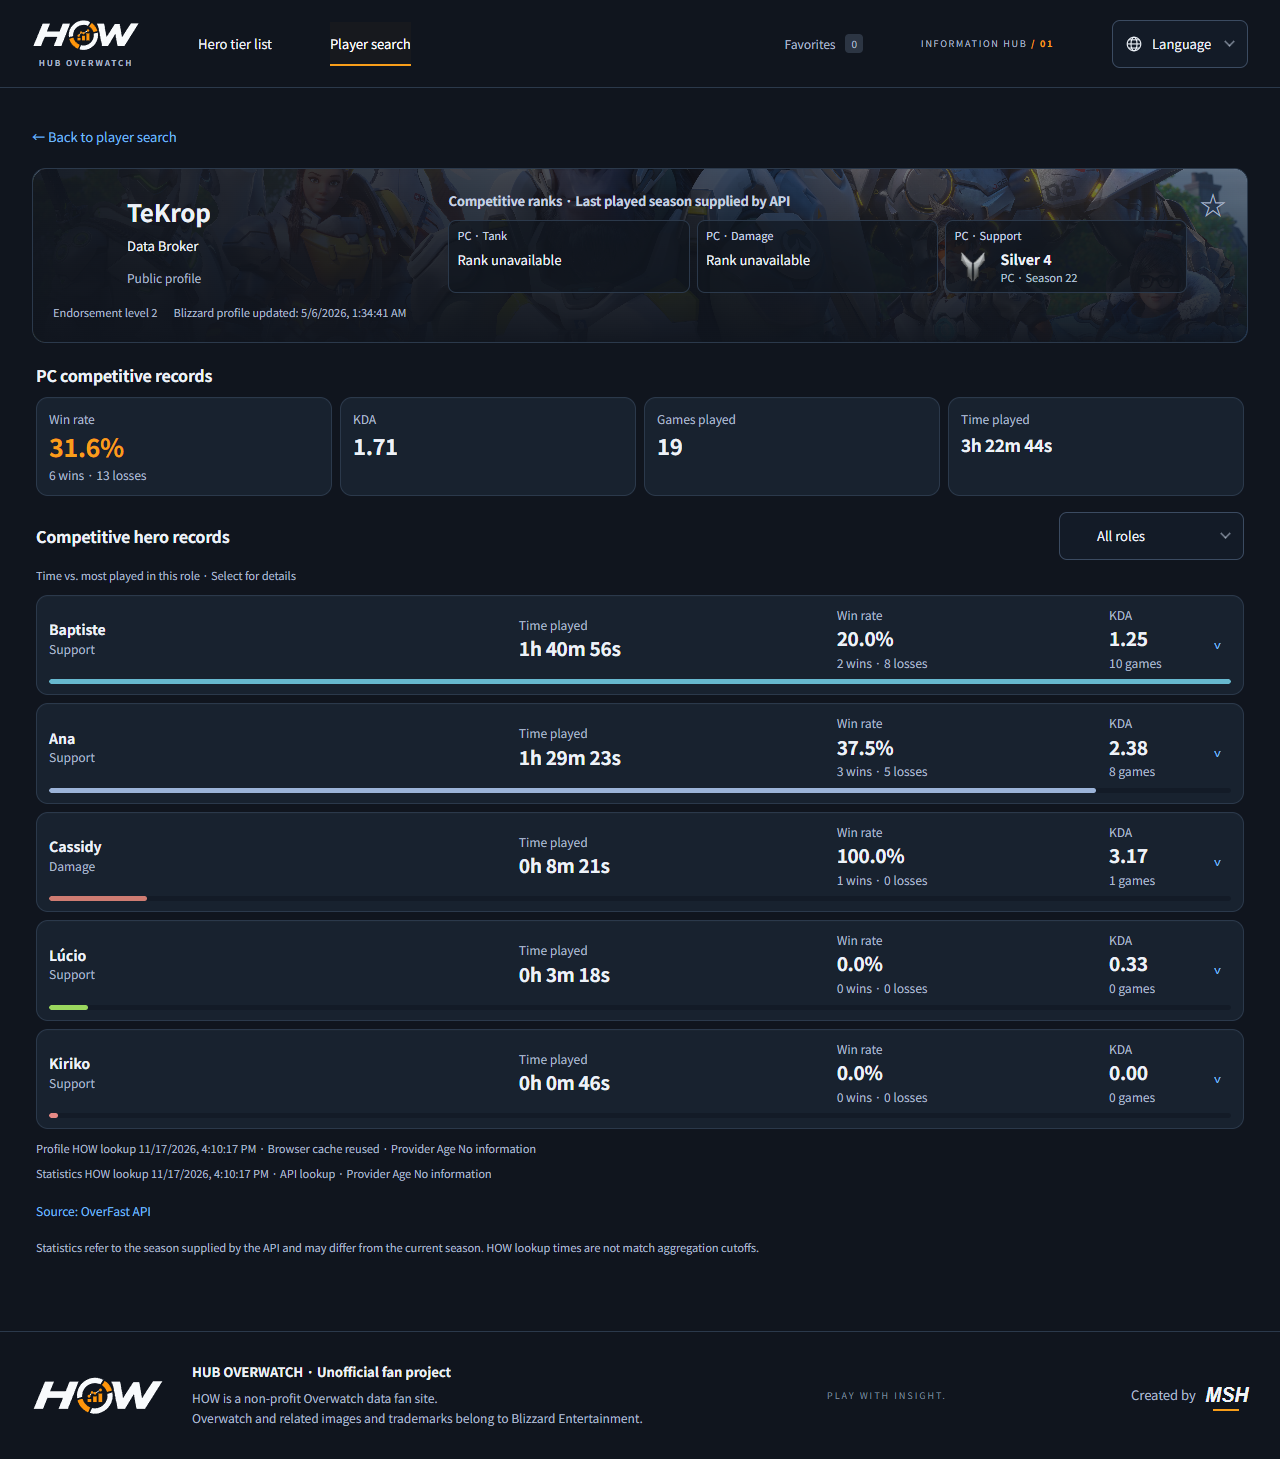 HOW
HUB OVERWATCH
Hero tier list
Player search
Favorites 0
INFORMATION HUB / 01
Language
← Back to player search
TeKrop
Data Broker
Public profile
Endorsement level 2
Blizzard profile updated: 5/6/2026, 1:34:41 AM
Competitive ranks · Last played season supplied by API
PC · Tank
Rank unavailable
PC · Damage
Rank unavailable
PC · Support
Silver 4
PC · Season 22
PC competitive records
Win rate
31.6%
6 wins · 13 losses
KDA
1.71
Games played
19
Time played
3h 22m 44s
Competitive hero records
All roles
Time vs. most played in this role · Select for details
Baptiste
Support
Time played
1h 40m 56s
Win rate
20.0%
2 wins · 8 losses
KDA
1.25
10 games
v
Ana
Support
Time played
1h 29m 23s
Win rate
37.5%
3 wins · 5 losses
KDA
2.38
8 games
v
Cassidy
Damage
Time played
0h 8m 21s
Win rate
100.0%
1 wins · 0 losses
KDA
3.17
1 games
v
Lúcio
Support
Time played
0h 3m 18s
Win rate
0.0%
0 wins · 0 losses
KDA
0.33
0 games
v
Kiriko
Support
Time played
0h 0m 46s
Win rate
0.0%
0 wins · 0 losses
KDA
0.00
0 games
v
Profile HOW lookup 11/17/2026, 4:10:17 PM · Browser cache reused · Provider Age No information
Statistics HOW lookup 11/17/2026, 4:10:17 PM · API lookup · Provider Age No information
Source: OverFast API
Statistics refer to the season supplied by the API and may differ from the current season. HOW lookup times are not match aggregation cutoffs.
HOW
HUB OVERWATCH · Unofficial fan project
HOW is a non-profit Overwatch data fan site.
Overwatch and related images and trademarks belong to Blizzard Entertainment.
PLAY WITH INSIGHT.
Created by MSH